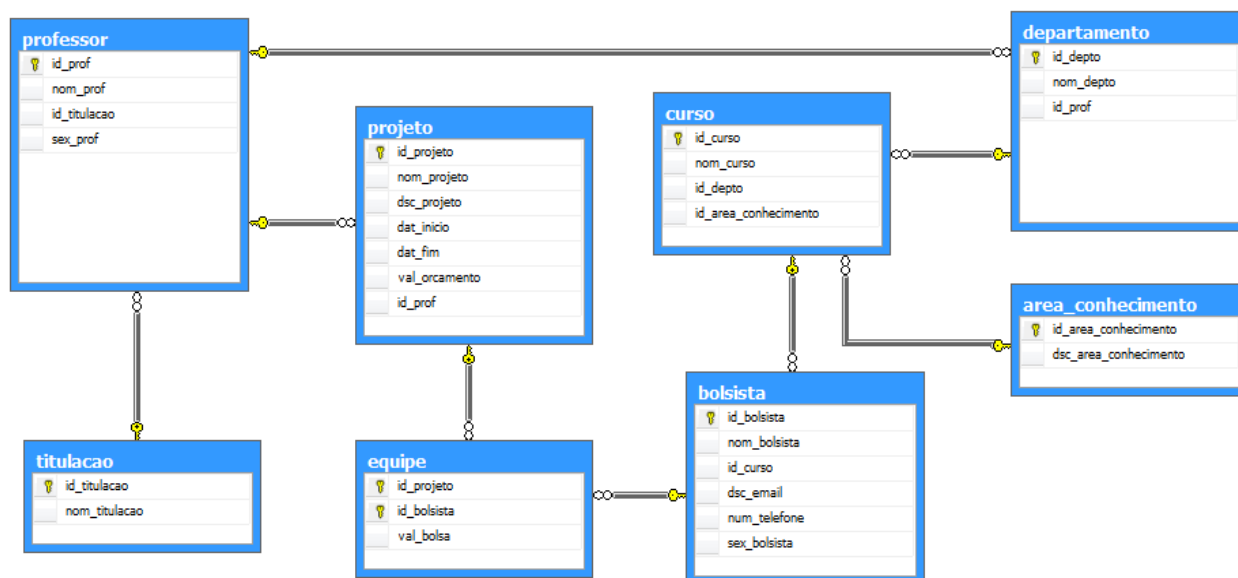 professor
id_prof
nom_prof
id_titulacao
sex_prof
projeto
id_projeto
nom_projeto
dsc_projeto
dat_inicio
dat_fim
val_orcamento
id_prof
curso
id_curso
nom_curso
id_depto
id_area_conhecimento
departamento
id_depto
nom_depto
id_prof
area_conhecimento
id_area_conhecimento
dsc_area_conhecimento
titulacao
id_titulacao
nom_titulacao
equipe
id_projeto
id_bolsista
val_bolsa
bolsista
id_bolsista
nom_bolsista
id_curso
dsc_email
num_telefone
sex_bolsista